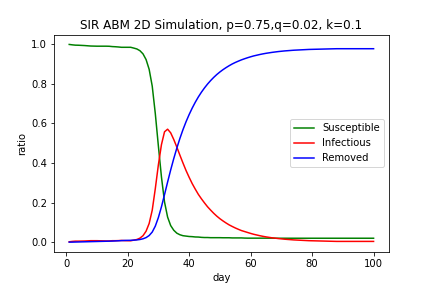 SIR ABM 2D Simulation, p=0.75,q=0.02, k=0.1
1.0
0.8
0.6
0.4
0.2
0.0
ratio
Susceptible
Infectious
Removed
0 20 40 60 80 100
day